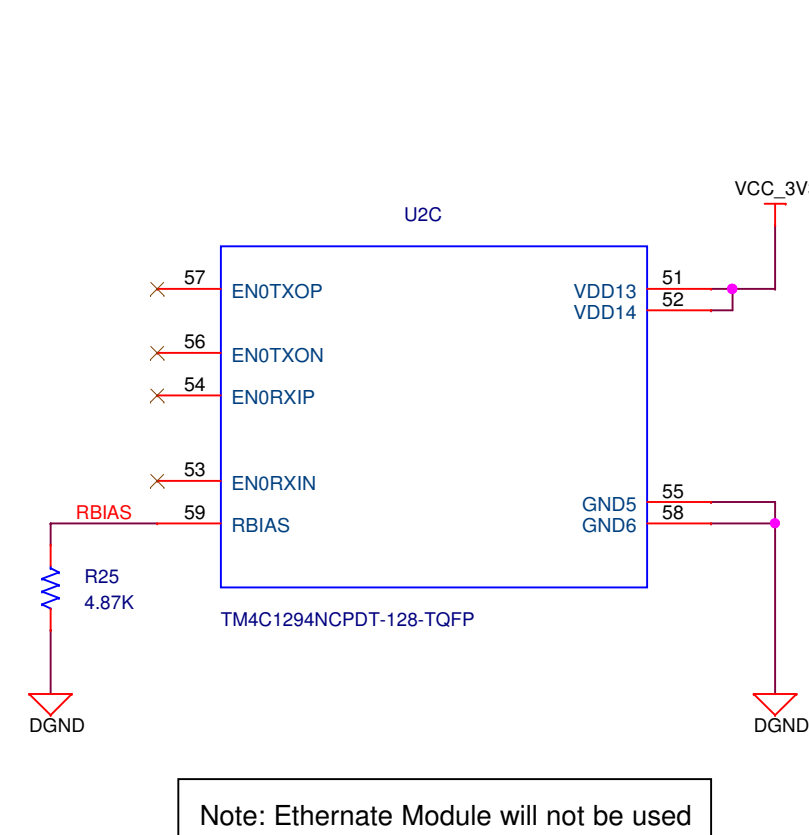 VCC_3V
U2C
57 EN0TXOP VDD13 51
VDD14 52
56 EN0TXON
54 EN0RXIP
53 EN0RXIN
GND5 55
RBIAS 59 RBIAS GND6 58
R25
4.87K
TM4C1294NCPDT-128-TQFP
DGND DGND
Note: Ethernate Module will not be used